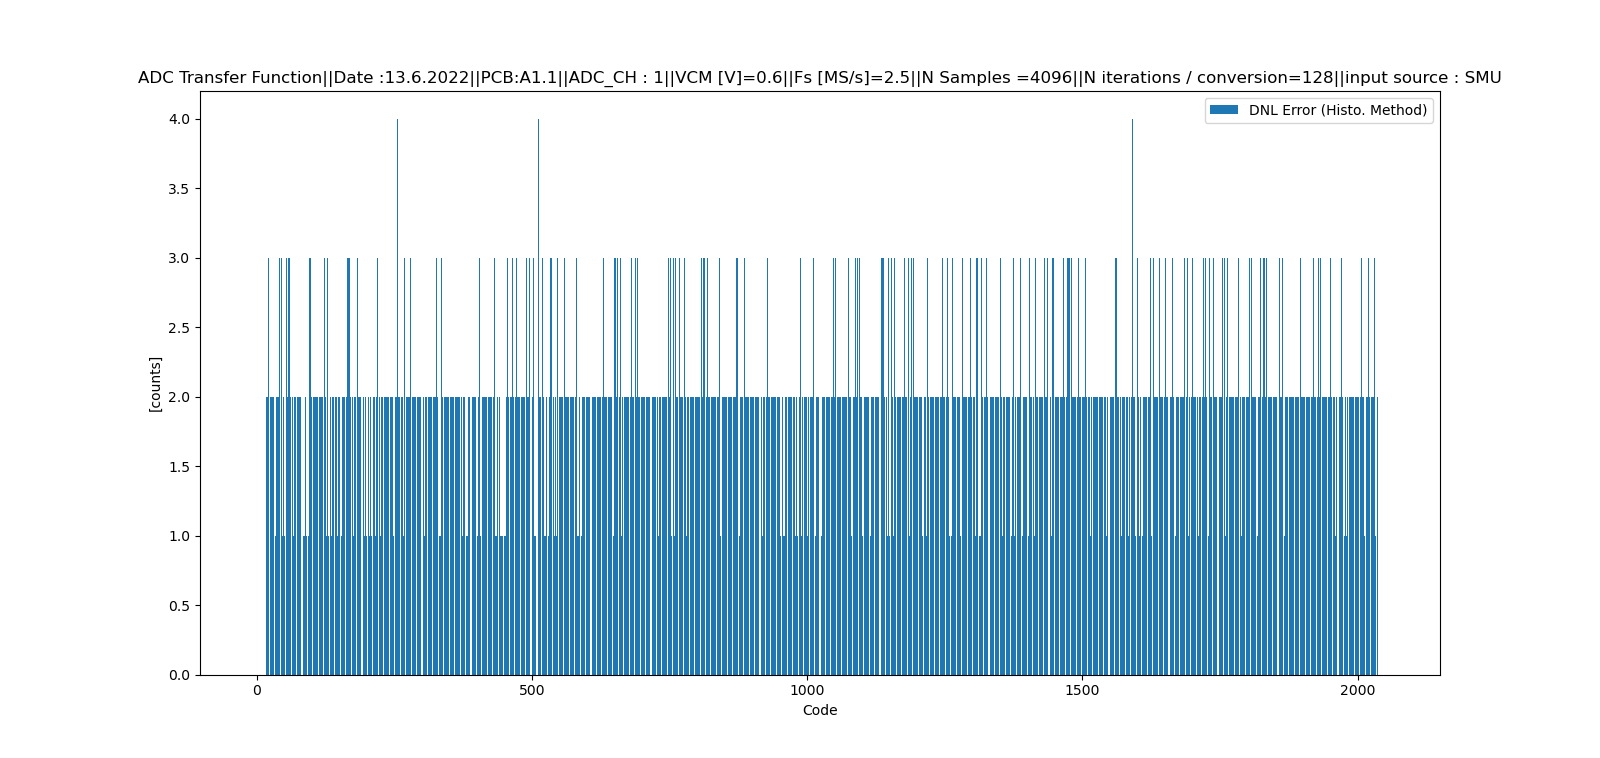 ADC Transfer Function||Date :13.6.2022||PCB:A1.1||ADC_CH : 1||VCM [V]=0.6||Fs [MS/s]=2.5||N Samples =4096||N iterations / conversion=128||input source : SMU
DNL Error (Histo. Method)
4.0
3.5
3.0
2.5
2.0
1.5
1.0
0.5
0.0
[counts]
0 500 1000 1500 2000
Code